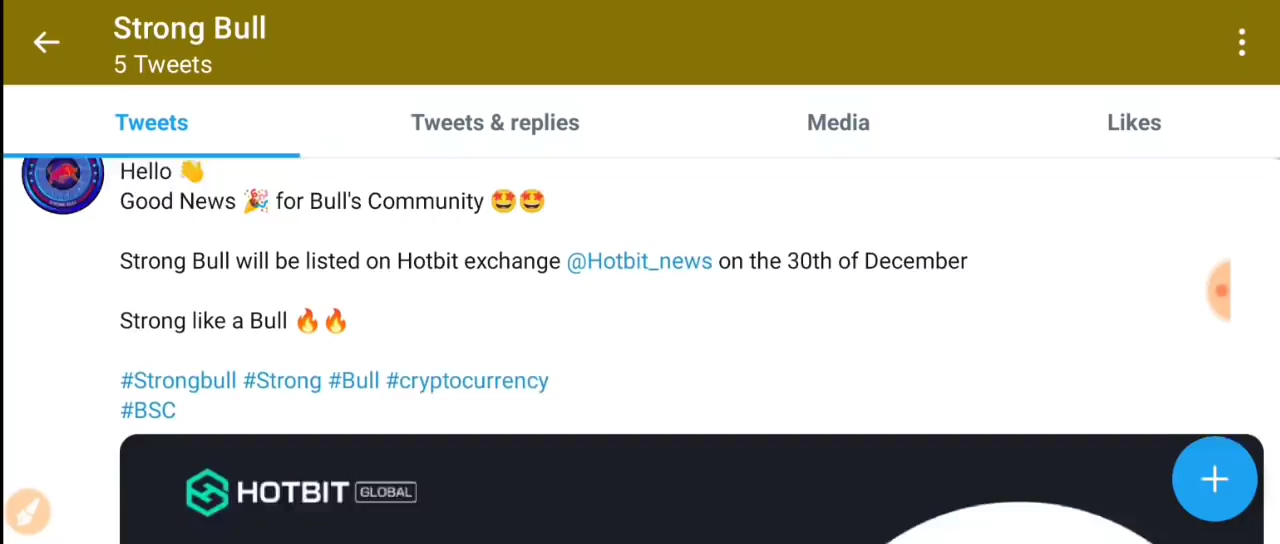 Strong Bull
5 Tweets
Tweets
Tweets & replies
Media
Likes
Hello 👋
Good News 🎉 for Bull's Community 🤩🤩
Strong Bull will be listed on Hotbit exchange @Hotbit_news on the 30th of December
Strong like a Bull 🔥🔥
#Strongbull #Strong #Bull #cryptocurrency
#BSC
HOTBIT GLOBAL